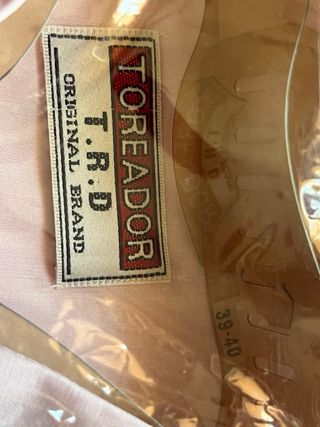 TOREADOR
T.R.D
ORIGINAL BRAND
39-40